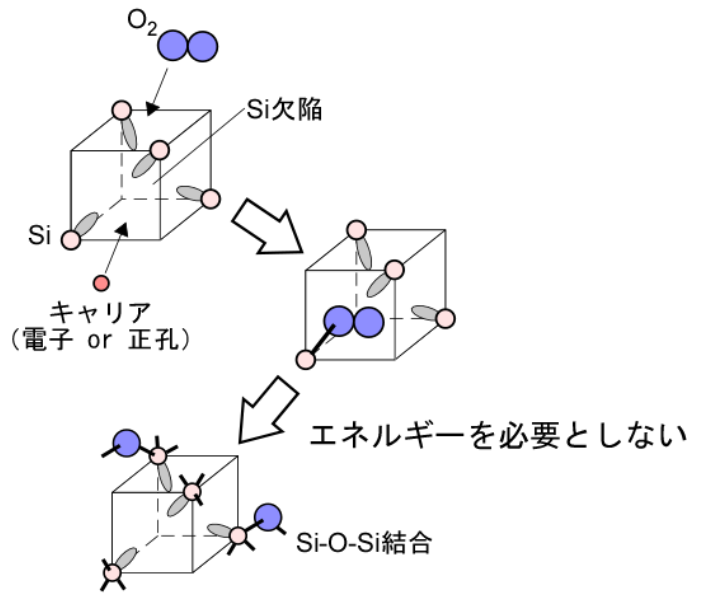 O2
Si欠陥
Si
キャリア
（電子 or 正孔）
エネルギーを必要としない
Si-O-Si結合